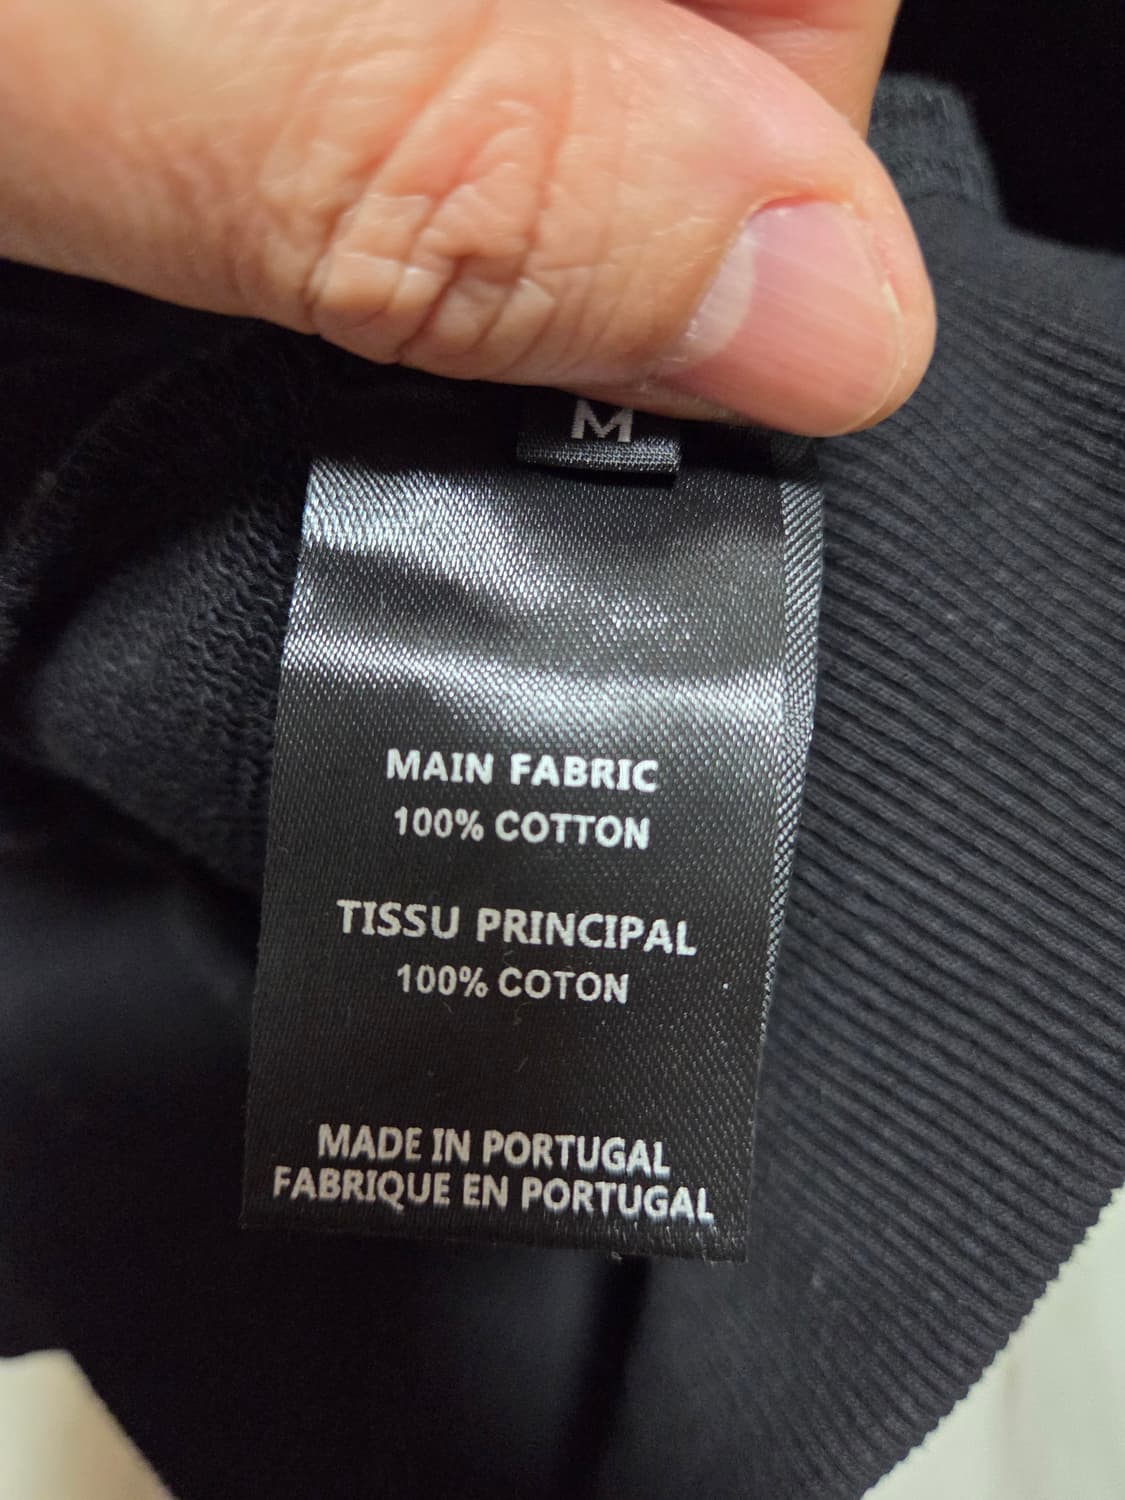 M
MAIN FABRIC
100% COTTON
TISSU PRINCIPAL
100% COTON
MADE IN PORTUGAL
FABRIQUE EN PORTUGAL